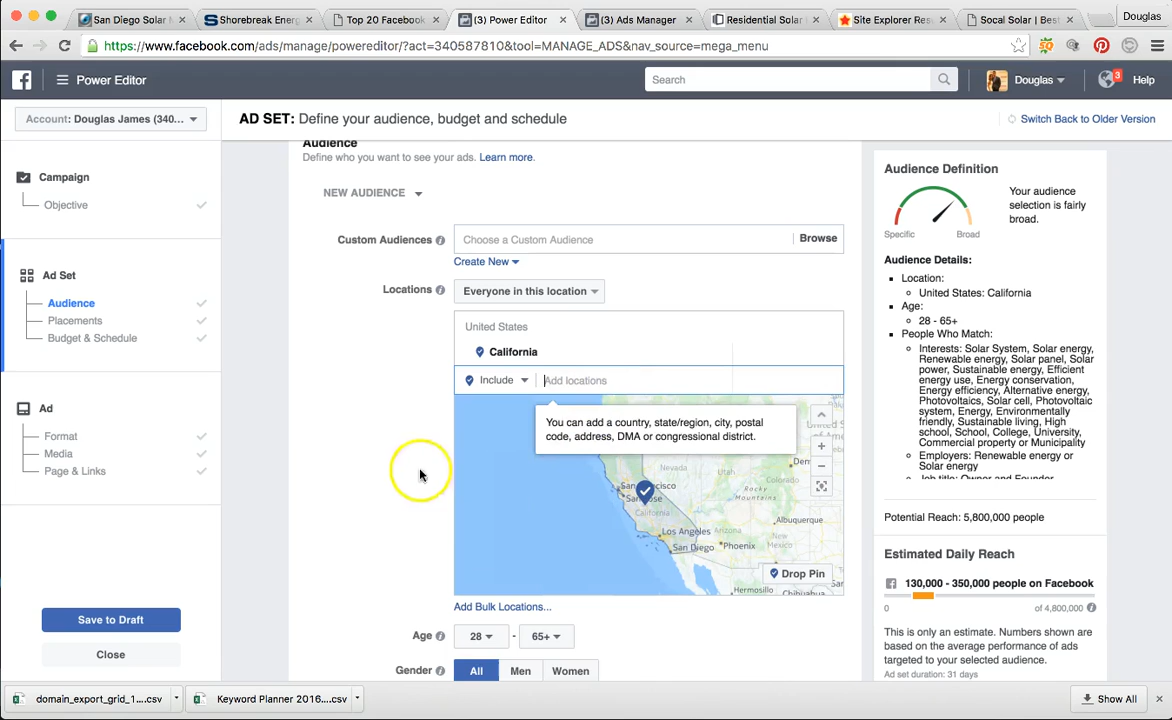 San Diego Solar
Shorebreak Ener
Top 20 Facebook
(3) Power Editor
(3) Ads Manager
Residential Solar
Site Explorer Res
Socal Solar | Best
Douglas
https://www.facebook.com/ads/manage/powereditor/?act=340587810&tool=MANAGE_ADS&nav_source=mega_menu
Power Editor
Search
Douglas
3
Help
Account: Douglas James (340...
AD SET: Define your audience, budget and schedule
Switch Back to Older Version
Campaign
Objective
Ad Set
Audience
Placements
Budget & Schedule
Ad
Format
Media
Page & Links
Save to Draft
Close
Audience
Define who you want to see your ads. Learn more.
NEW AUDIENCE
Custom Audiences
Choose a Custom Audience
Browse
Create New
Locations
Everyone in this location
United States
California
Include
Add locations
You can add a country, state/region, city, postal
code, address, DMA or congressional district.
Nevada
San Francisco
San Jose
California
Rocky
Mountains
Los Angeles
San Diego
Phoenix
Albuquerque
Hermosillo
Chihuahua
Drop Pin
Add Bulk Locations...
Age
28
-
65+
Gender
All
Men
Women
Audience Definition
Your audience
selection is fairly
broad.
Specific
Broad
Audience Details:
Location:
United States: California
Age:
28 - 65+
People Who Match:
Interests: Solar System, Solar energy,
Renewable energy, Solar panel, Solar
power, Sustainable energy, Efficient
energy use, Energy conservation,
Energy efficiency, Alternative energy,
Photovoltaics, Solar cell, Photovoltaic
system, Energy, Environmentally
friendly, Sustainable living, High
school, School, College, University,
Commercial property or Municipality
Employers: Renewable energy or
Solar energy
Job title: Owner and Founder
Potential Reach: 5,800,000 people
Estimated Daily Reach
130,000 - 350,000 people on Facebook
0
of 4,800,000
This is only an estimate. Numbers shown are
based on the average performance of ads
targeted to your selected audience.
Ad set duration: 31 days
domain_export_grid_1....csv
Keyword Planner 2016....csv
Show All